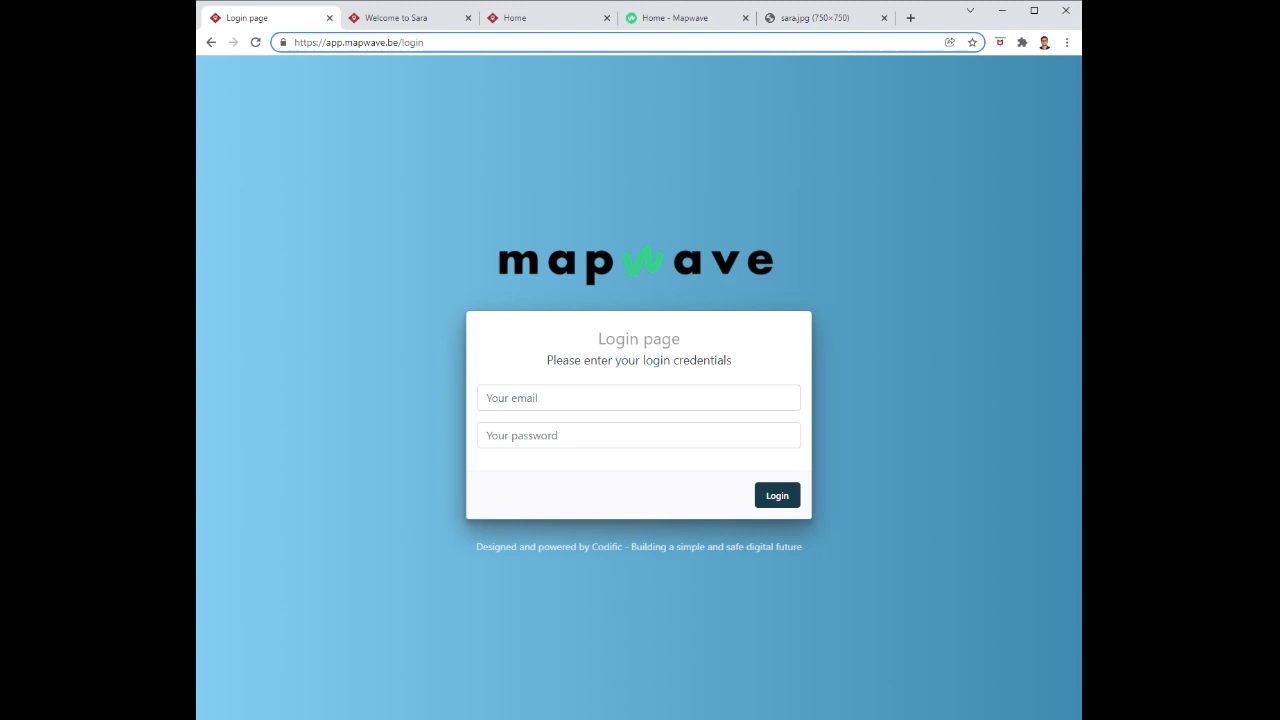 Login page
Welcome to Sara
Home
Home - Mapwave
sara.jpg (750×750)
https://app.mapwave.be/login
mapwave
Login page
Please enter your login credentials
Your email
Your password
Login
Designed and powered by Codific - Building a simple and safe digital future